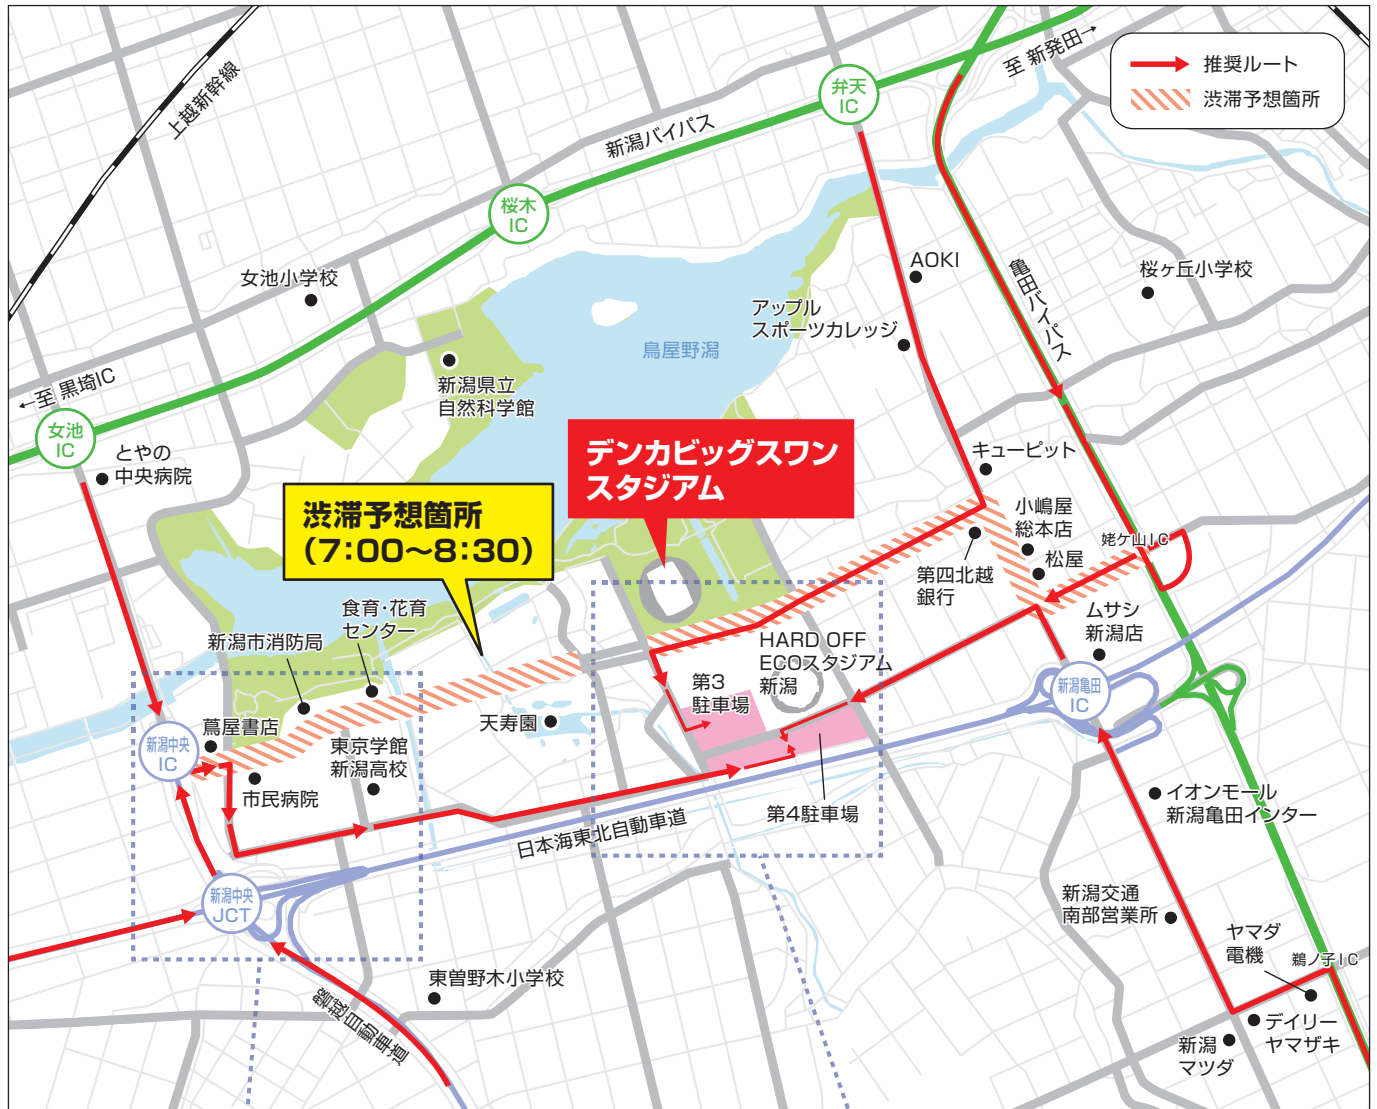 上越新幹線
新潟バイパス
弁天
IC
至 新発田→
推奨ルート
渋滞予想箇所
桜木
IC
女池小学校
AOKI
アップル
スポーツカレッジ
亀田バイパス
桜ヶ丘小学校
鳥屋野潟
←至 黒埼IC
新潟県立
自然科学館
女池
IC
とやの
中央病院
デンカビッグスワン
スタジアム
キューピット
渋滞予想箇所
(7:00〜8:30)
小嶋屋
総本店
松屋
姥ケ山IC
第四北越
銀行
食育・花育
センター
新潟市消防局
ムサシ
新潟店
HARD OFF
ECOスタジアム
新潟
第3
駐車場
新潟亀田
IC
天寿園
蔦屋書店
新潟中央
IC
東京学館
新潟高校
市民病院
第4駐車場
イオンモール
新潟亀田インター
日本海東北自動車道
新潟中央
JCT
新潟交通
南部営業所
ヤマダ
電機
鵜ノ子IC
東曽野木小学校
磐越自動車道
デイリー
ヤマザキ
新潟
マツダ